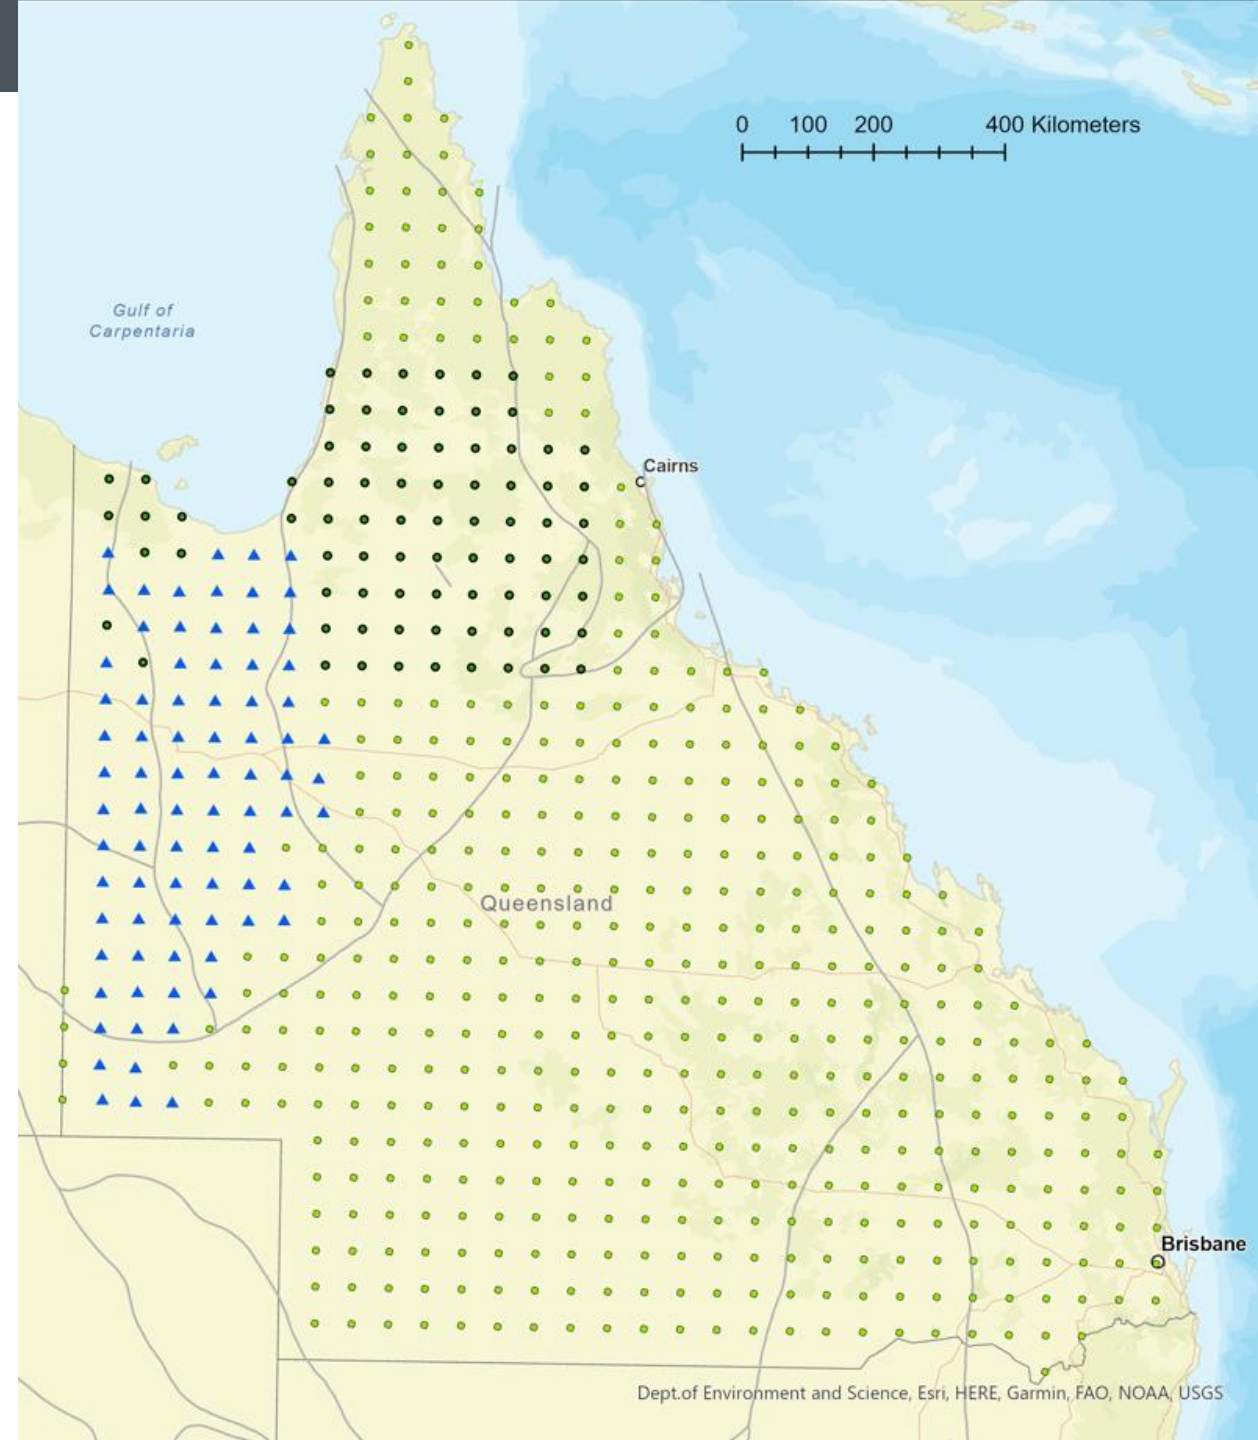 0 100 200 400 Kilometers
Gulf of
Carpentaria
Cairns
Queensland
Brisbane
Dept.of Environment and Science, Esri, HERE, Garmin, FAO, NOAA, USGS